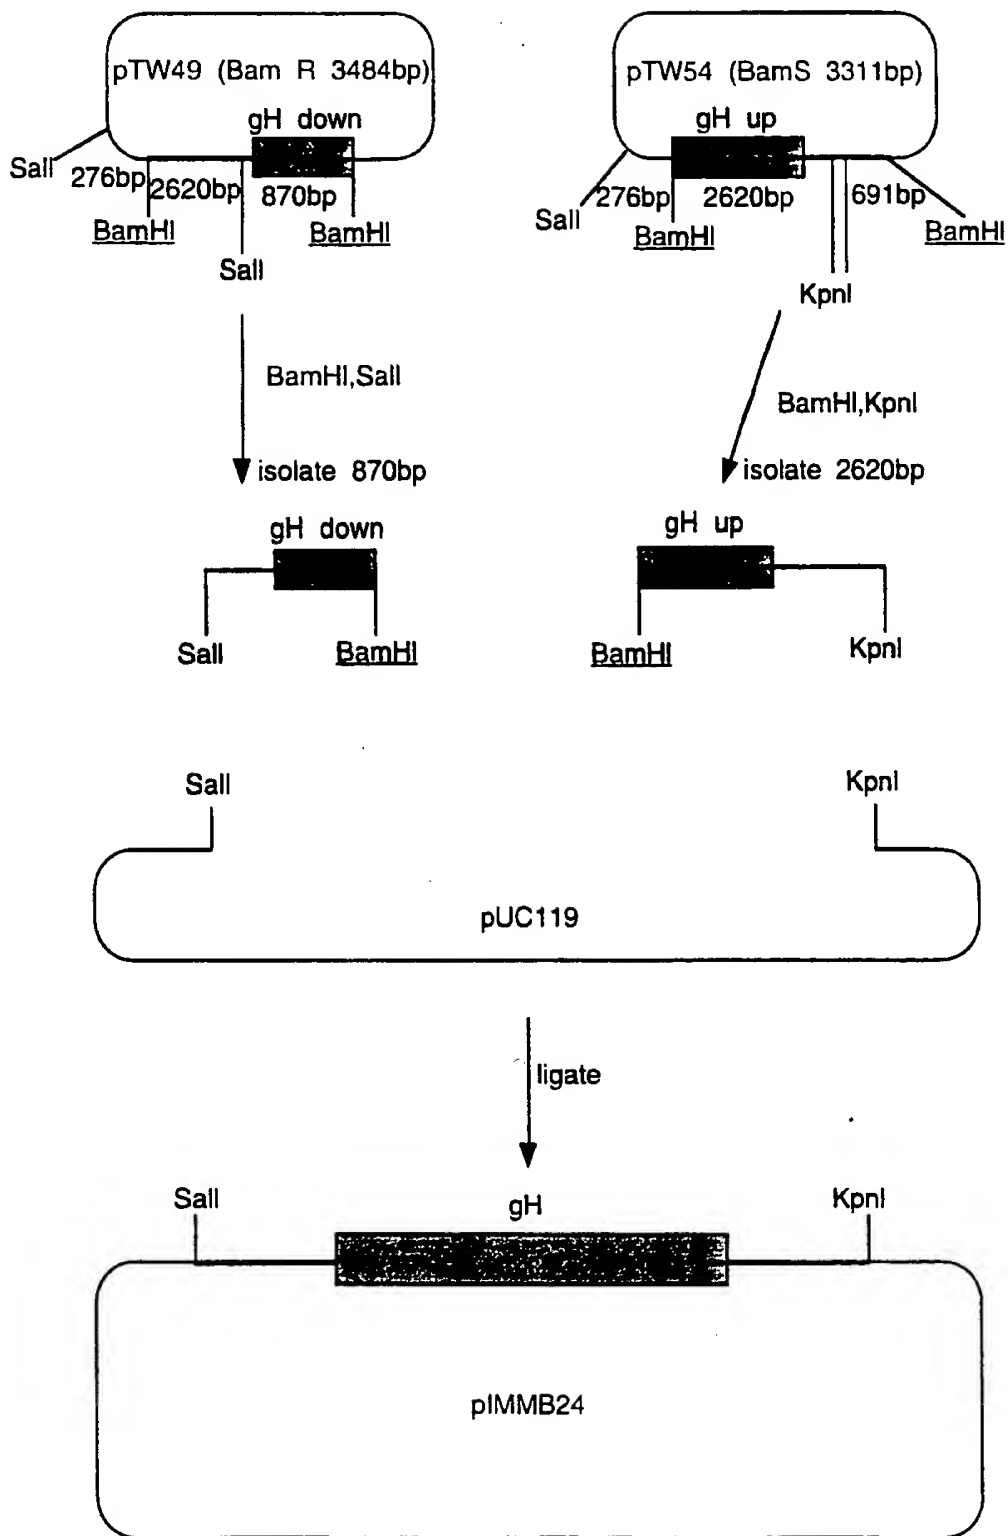 pTW49 (Bam R 3484bp)
gH down
SalI
276bp
2620bp
870bp
BamHI
BamHI
SalI
pTW54 (BamS 3311bp)
gH up
SalI
276bp
2620bp
691bp
BamHI
BamHI
KpnI
BamHI,SalI
BamHI,KpnI
isolate 870bp
isolate 2620bp
gH down
SalI
BamHI
gH up
BamHI
KpnI
SalI
KpnI
pUC119
ligate
SalI
gH
KpnI
pIMMB24